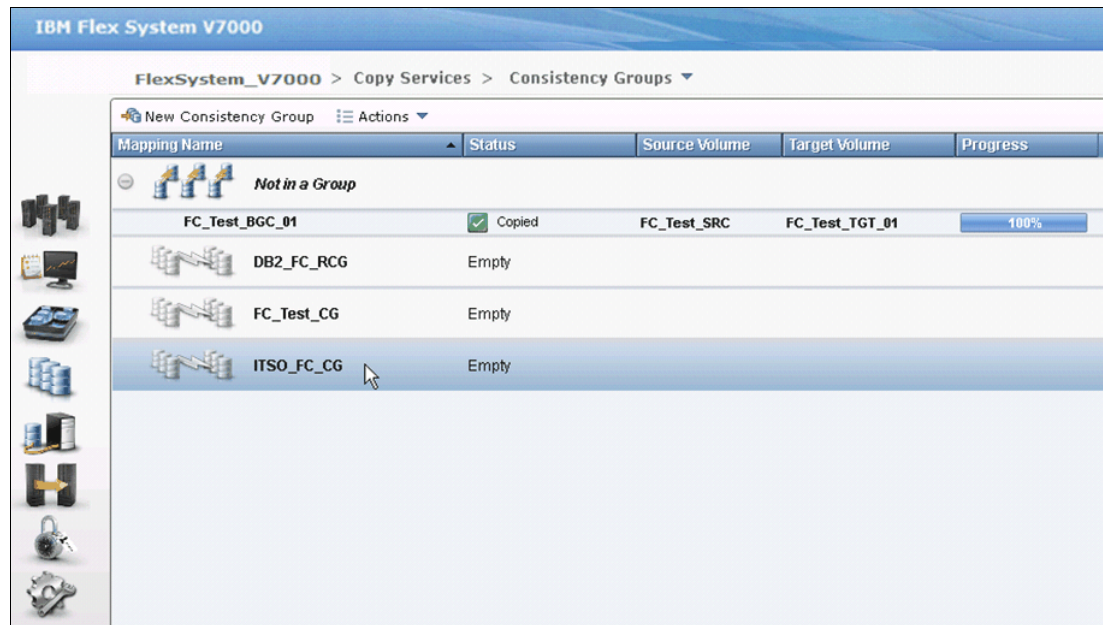 IBM Flex System V7000
FlexSystem_V7000 > Copy Services > Consistency Groups
New Consistency Group Actions
Mapping Name Status Source Volume Target Volume Progress
Not in a Group
FC_Test_BGC_01 Copied FC_Test_SRC FC_Test_TGT_01 100%
DB2_FC_RCG Empty
FC_Test_CG Empty
ITSO_FC_CG Empty